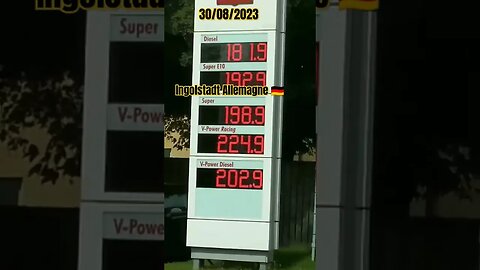 30/08/2023
Diesel
181.9
Super E10
192.9
Ingolstadt Allemagne 🇩🇪
Super
198.9
V-Power Racing
224.9
V-Power Diesel
202.9
Super
V-Power
V-Power